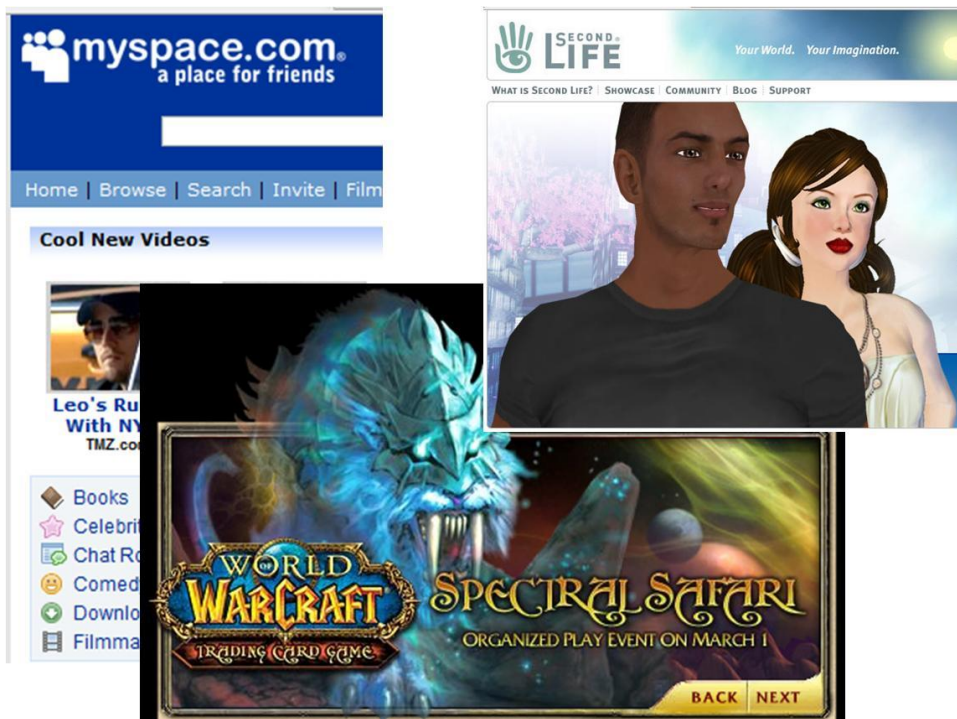 myspace.com®
a place for friends
Home | Browse | Search | Invite | Film
Cool New Videos
Leo's Ru
With NY
TMZ.co
Books
Celebrit
Chat Ro
Comed
Downlo
Filmma
SECOND®
LIFE
Your World. Your Imagination.
WHAT IS SECOND LIFE? | SHOWCASE | COMMUNITY | BLOG | SUPPORT
WORLD
OF
WARCRAFT
TRADING CARD GAME
SPECTRAL SAFARI
ORGANIZED PLAY EVENT ON MARCH 1
BACK | NEXT